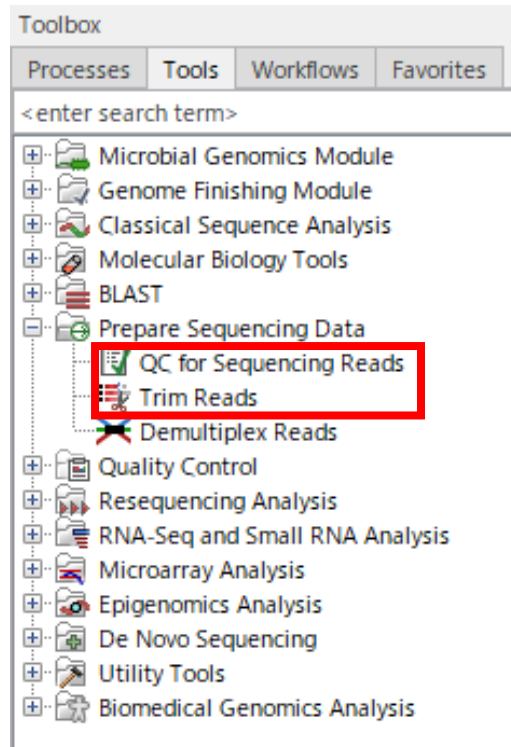 Toolbox
Processes Tools Workflows Favorites
<enter search term>
Microbial Genomics Module
Genome Finishing Module
Classical Sequence Analysis
Molecular Biology Tools
BLAST
Prepare Sequencing Data
QC for Sequencing Reads
Trim Reads
Demultiplex Reads
Quality Control
Resequencing Analysis
RNA-Seq and Small RNA Analysis
Microarray Analysis
Epigenomics Analysis
De Novo Sequencing
Utility Tools
Biomedical Genomics Analysis